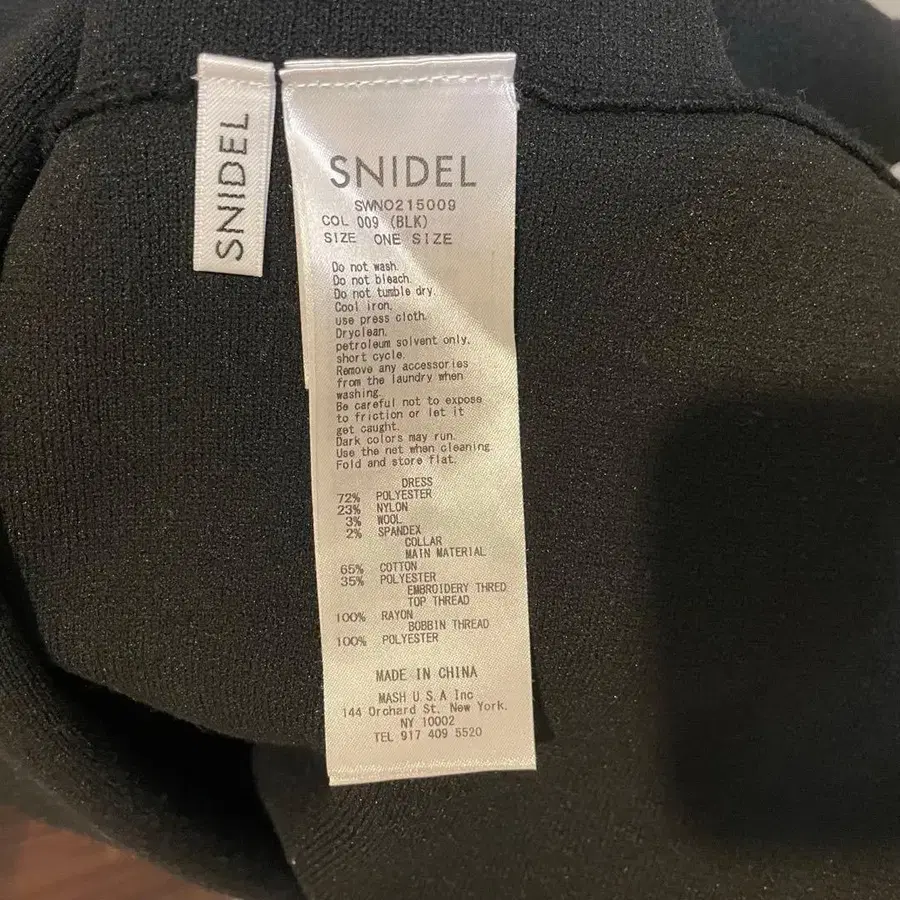 SNIDEL
SNIDEL
SWNO215009
COL 009 (BLK)
SIZE ONE SIZE
Do not wash.
Do not bleach.
Do not tumble dry.
Cool iron.
use press cloth.
Dryclean.
petroleum solvent only.
short cycle.
Remove any accessories
from the laundry when
washing.
Be careful not to expose
to friction or let it
get caught.
Dark colors may run.
Use the net when cleaning.
Fold and store flat.
DRESS
72% POLYESTER
23% NYLON
3% WOOL
2% SPANDEX
COLLAR
MAIN MATERIAL
65% COTTON
35% POLYESTER
EMBROIDERY THRED
TOP THREAD
100% RAYON
BOBBIN THREAD
100% POLYESTER
MADE IN CHINA
MASH U.S.A Inc
144 Orchard St. New York.
NY 10002
TEL 917 409 5520